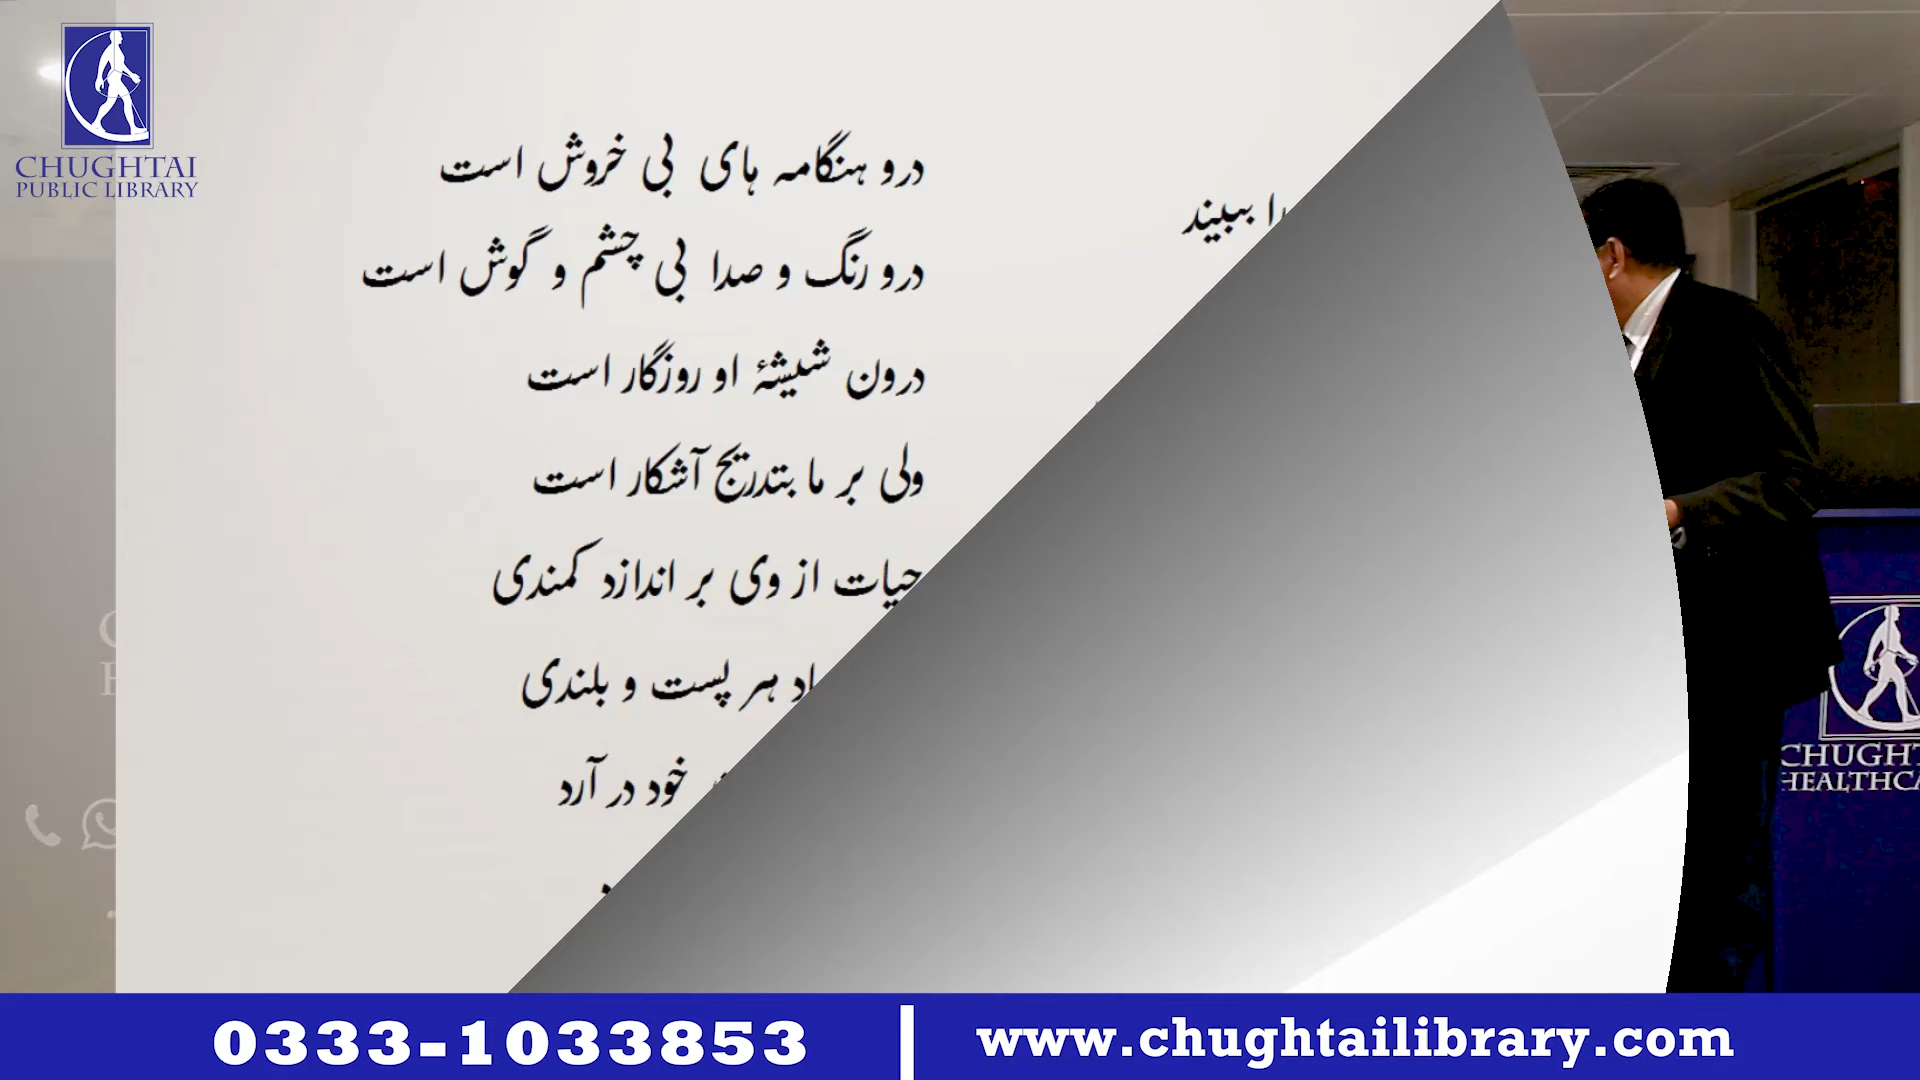 CHUGHTAI
PUBLIC LIBRARY
درو ہنگامہ ہای بی خروش است
ببیند
درو رنگ و صدا بی چشم و گوش است
درون شیشۂ او روزگار است
ولی بر ما بتدریج آشکار است
حیات از وی بر اندازد کمندی
ہر پست و بلندی
خود در آرد
CHUGHT
HEALTHCA
0333-1033853
www.chughtailibrary.com